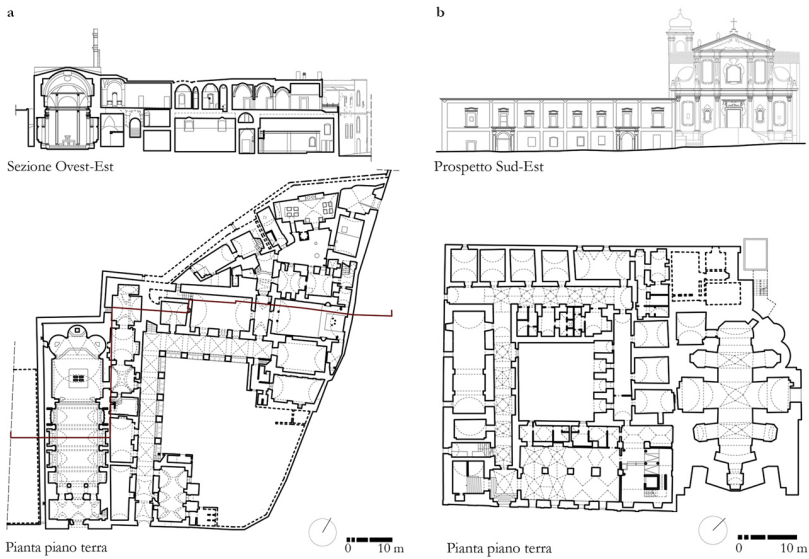 a
b
Sezione Ovest-Est
Prospetto Sud-Est
Pianta piano terra
0 10 m
Pianta piano terra
0 10 m